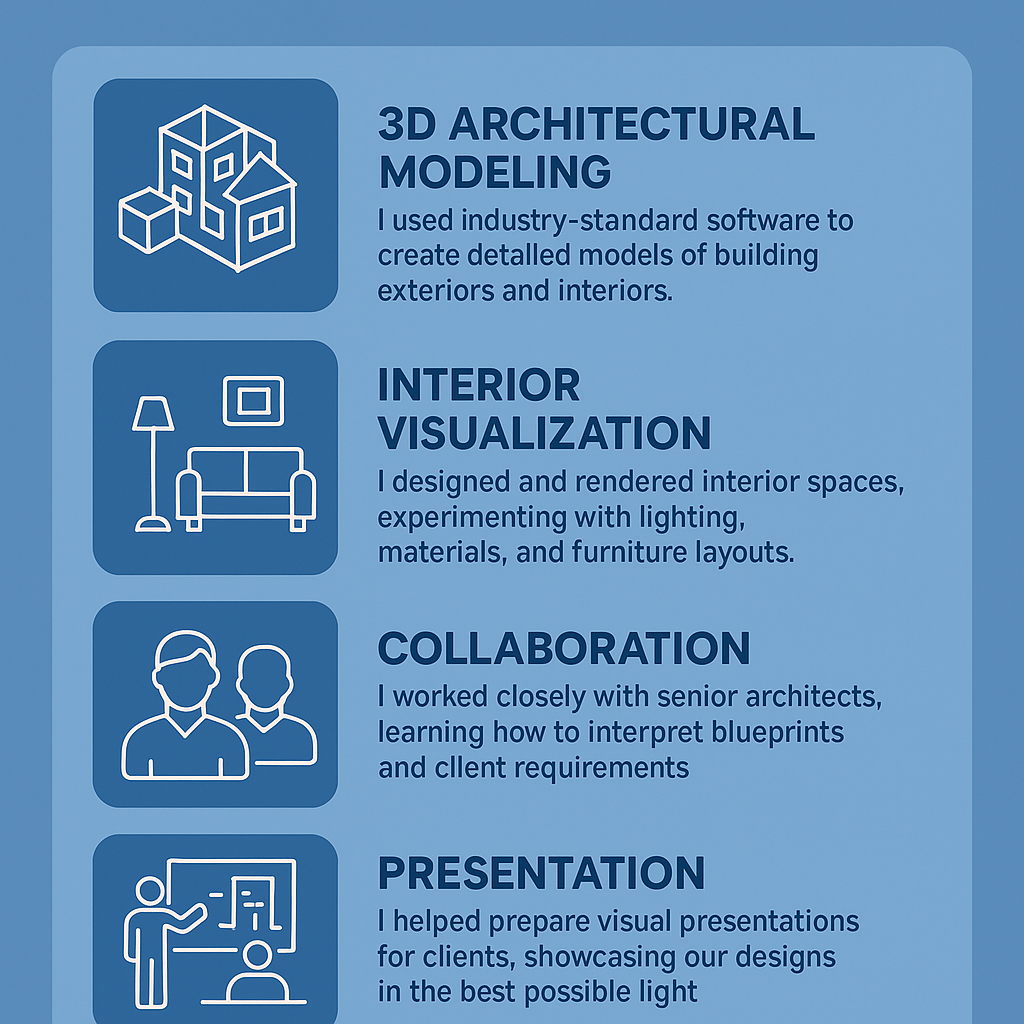 3D ARCHITECTURAL
MODELING
I used industry-standard software to
create detalled models of building
exteriors and interiors.
INTERIOR
VISUALIZATION
I designed and rendered interior spaces,
experimenting with lighting,
materials, and furniture layouts.
COLLABORATION
I worked closely with senior architects,
learning how to interpret blueprints
and cllent requirements
PRESENTATION
I helped prepare visual presentations
for clients, showcasing our designs
in the best possible light